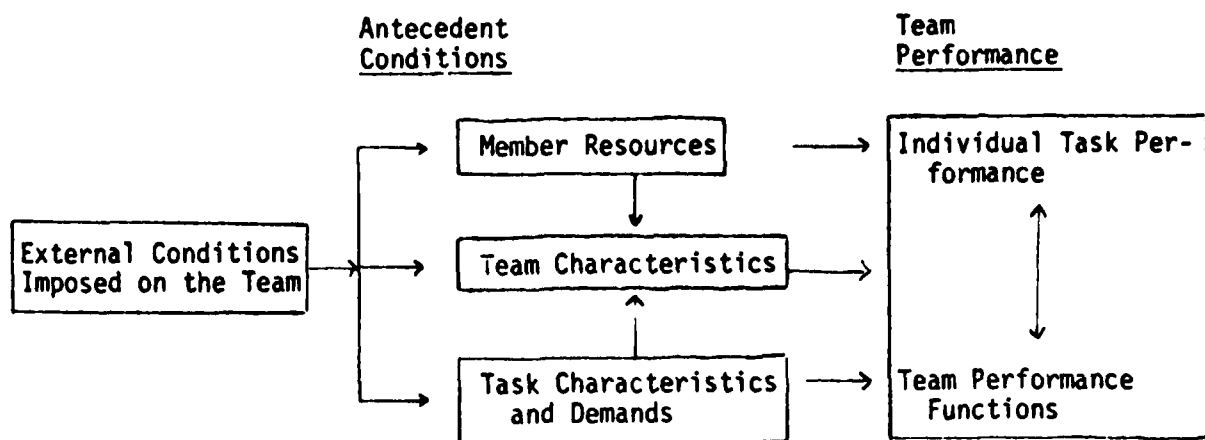 Antecedent
Conditions
Team
Performance
Member Resources
Individual Task Per-
formance
External Conditions
Imposed on the Team
Team Characteristics
Task Characteristics
and Demands
Team Performance
Functions